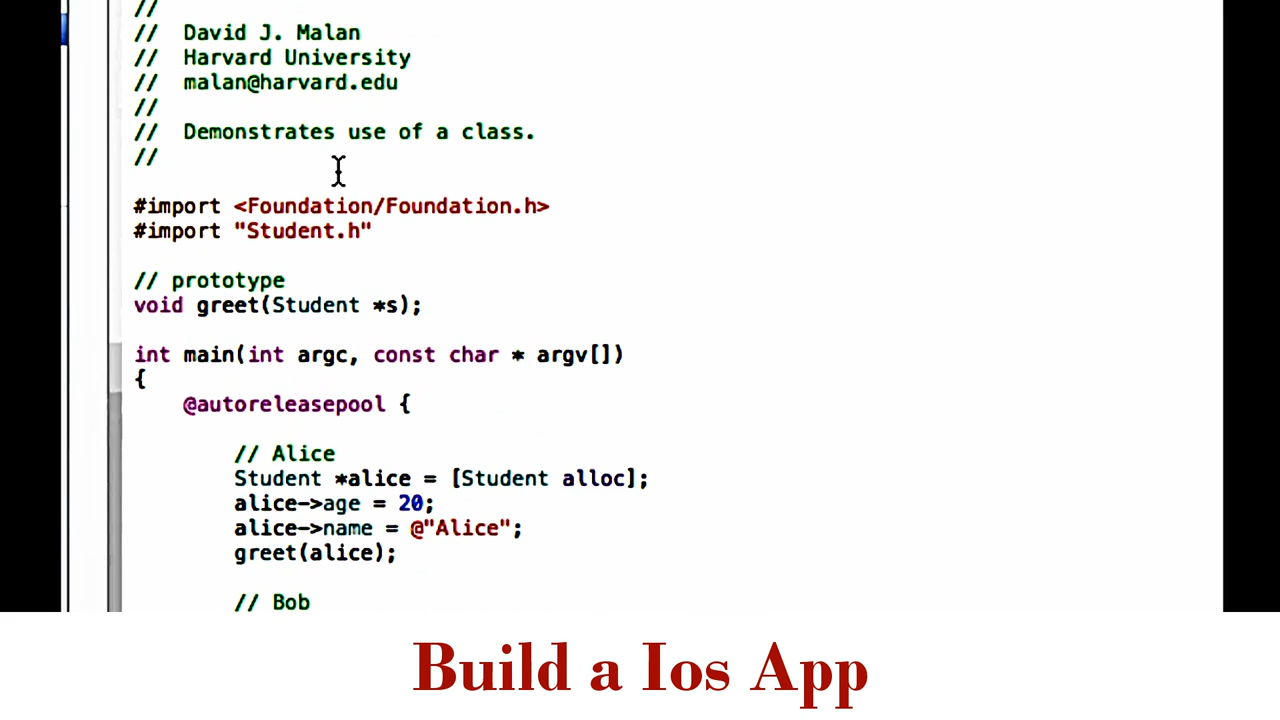 //
// David J. Malan
// Harvard University
// malan@harvard.edu
//
// Demonstrates use of a class.
//
#import <Foundation/Foundation.h>
#import "Student.h"
// prototype
void greet(Student *s);
int main(int argc, const char * argv[])
{
@autoreleasepool {
// Alice
Student *alice = [Student alloc];
alice->age = 20;
alice->name = @"Alice";
greet(alice);
// Bob
Build a Ios App